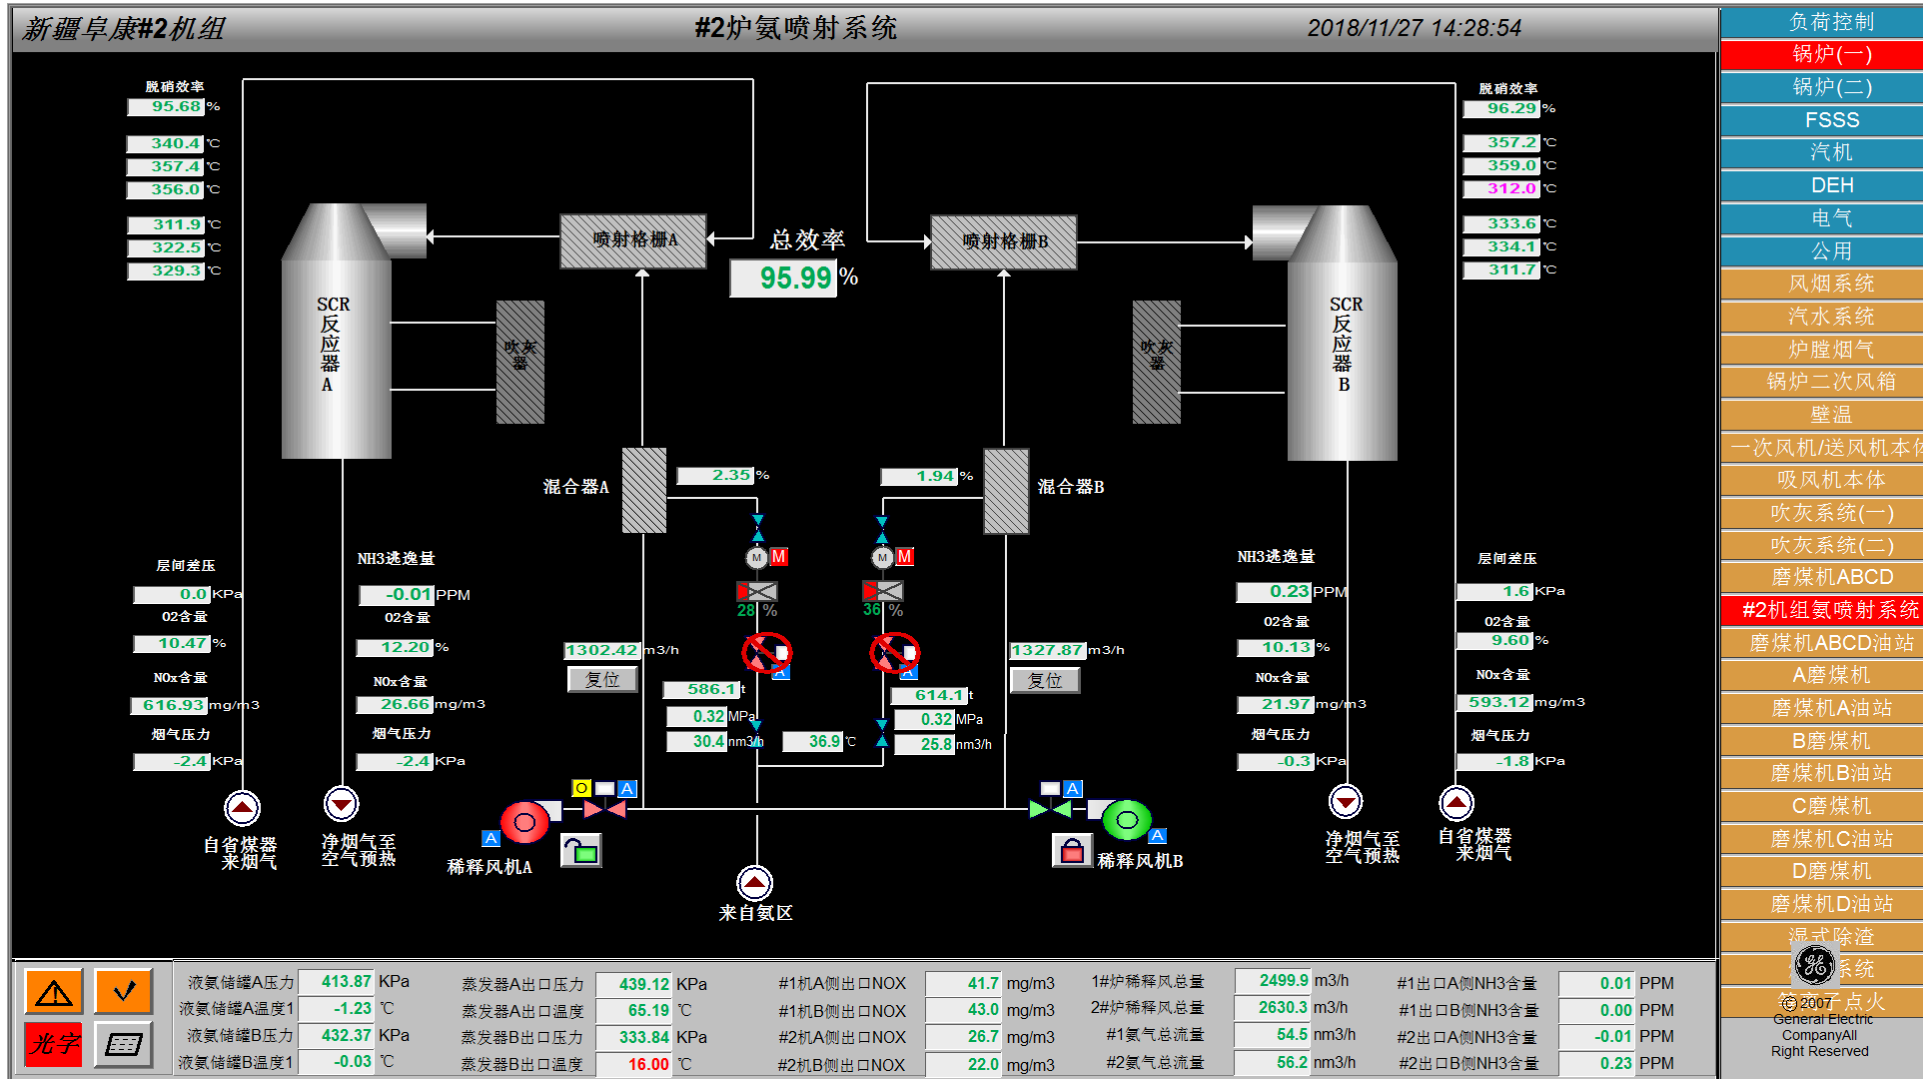 新疆阜康#2机组
#2炉氨喷射系统
2018/11/27 14:28:54
脱硝效率
95.68 %
340.4 ℃
357.4 ℃
356.0 ℃
311.9 ℃
322.5 ℃
329.3 ℃
脱硝效率
96.29 %
357.2 ℃
359.0 ℃
312.0 ℃
333.6 ℃
334.1 ℃
311.7 ℃
喷射格栅A
总效率
95.99 %
喷射格栅B
SCR
反
应
器
A
吹灰
器
吹灰
器
SCR
反
应
器
B
混合器A
2.35 %
1.94 %
混合器B
M M
M M
28 %
36 %
A
A
层间差压
0.0 KPa
O2含量
10.47 %
NOx含量
616.93 mg/m3
烟气压力
-2.4 KPa
NH3逃逸量
-0.01 PPM
O2含量
12.20 %
NOx含量
26.66 mg/m3
烟气压力
-2.4 KPa
1302.42 m3/h
复位
586.1 t
0.32 MPa
30.4 nm3/h
36.9 ℃
614.1 t
0.32 MPa
25.8 nm3/h
1327.87 m3/h
复位
NH3逃逸量
0.23 PPM
O2含量
10.13 %
NOx含量
21.97 mg/m3
烟气压力
-0.3 KPa
层间差压
1.6 KPa
O2含量
9.60 %
NOx含量
593.12 mg/m3
烟气压力
-1.8 KPa
自省煤器
来烟气
净烟气至
空气预热
O A
A
稀释风机A
来自氨区
A
A
稀释风机B
净烟气至
空气预热
自省煤器
来烟气
光字
液氨储罐A压力 413.87 KPa
液氨储罐A温度1 -1.23 ℃
液氨储罐B压力 432.37 KPa
液氨储罐B温度1 -0.03 ℃
蒸发器A出口压力 439.12 KPa
蒸发器A出口温度 65.19 ℃
蒸发器B出口压力 333.84 KPa
蒸发器B出口温度 16.00 ℃
#1机A侧出口NOX 41.7 mg/m3
#1机B侧出口NOX 43.0 mg/m3
#2机A侧出口NOX 26.7 mg/m3
#2机B侧出口NOX 22.0 mg/m3
1#炉稀释风总量 2499.9 m3/h
2#炉稀释风总量 2630.3 m3/h
#1氨气总流量 54.5 nm3/h
#2氨气总流量 56.2 nm3/h
#1出口A侧NH3含量 0.01 PPM
#1出口B侧NH3含量 0.00 PPM
#2出口A侧NH3含量 -0.01 PPM
#2出口B侧NH3含量 0.23 PPM
负荷控制
锅炉(一)
锅炉(二)
FSSS
汽机
DEH
电气
公用
风烟系统
汽水系统
炉膛烟气
锅炉二次风箱
壁温
一次风机/送风机本体
吸风机本体
吹灰系统(一)
吹灰系统(二)
磨煤机ABCD
#2机组氨喷射系统
磨煤机ABCD油站
A磨煤机
磨煤机A油站
B磨煤机
磨煤机B油站
C磨煤机
磨煤机C油站
D磨煤机
磨煤机D油站
湿式除渣
系统
等离子点火
© 2007
General Electric
CompanyAll
Right Reserved